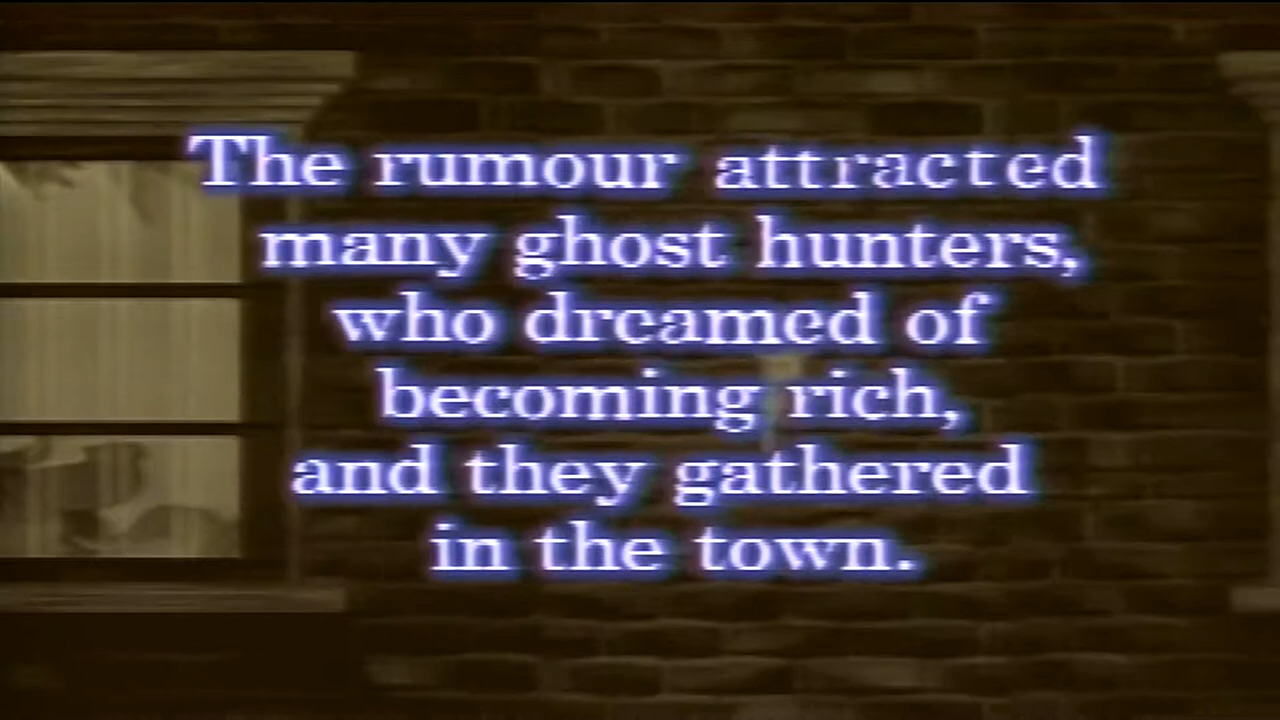 The rumour attracted
many ghost hunters,
who dreamed of
becoming rich,
and they gathered
in the town.